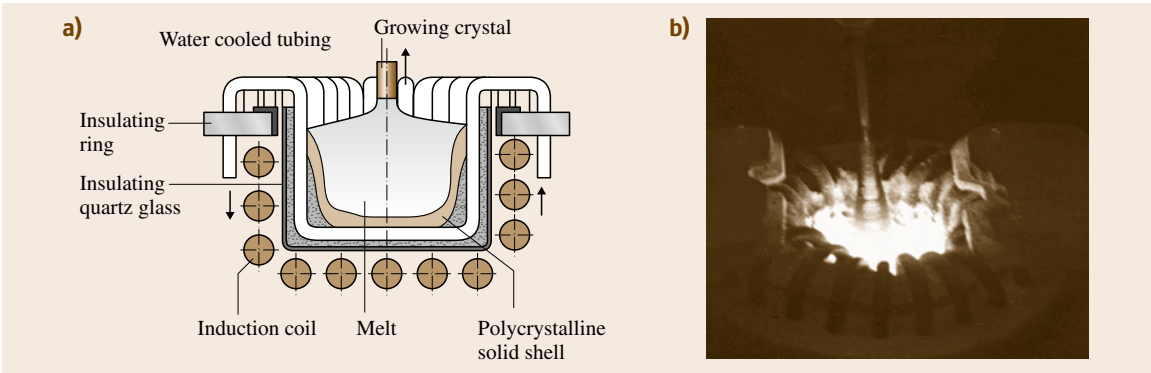 a)
Water cooled tubing
Growing crystal
Insulating
ring
Insulating
quartz glass
Induction coil
Melt
Polycrystalline
solid shell
b)